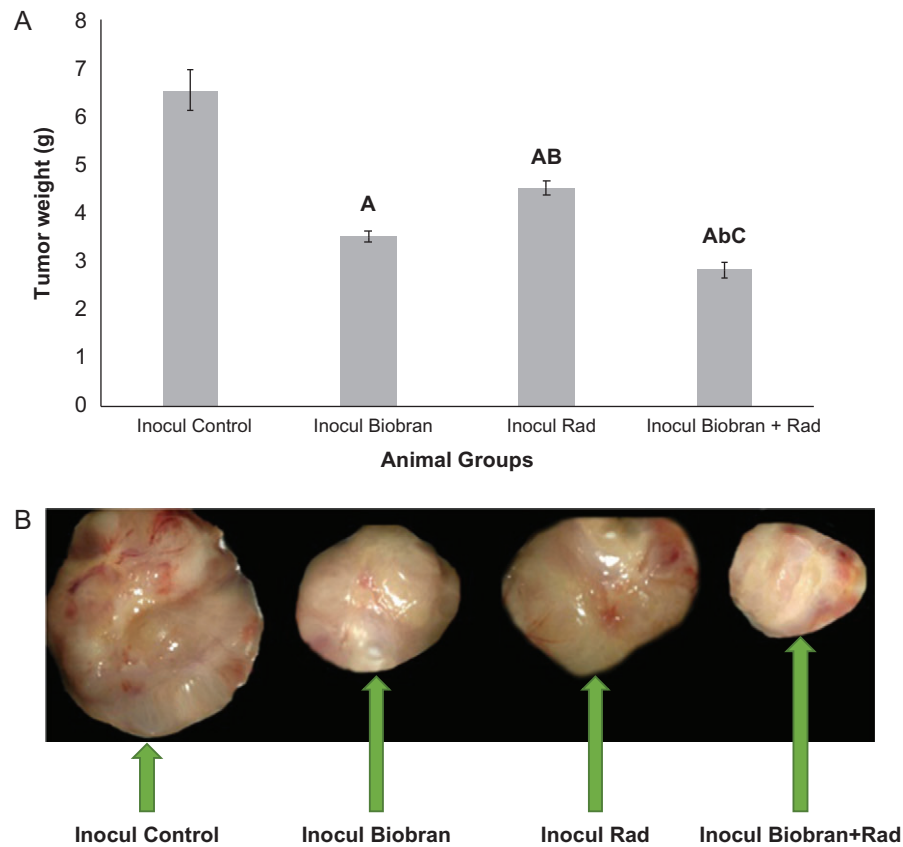 A
8
7
6
5
4
3
2
1
0
Tumor weight (g)
A
AB
AbC
Inocul Control
Inocul Biobran
Inocul Rad
Inocul Biobran + Rad
Animal Groups
B
Inocul Control
Inocul Biobran
Inocul Rad
Inocul Biobran+Rad